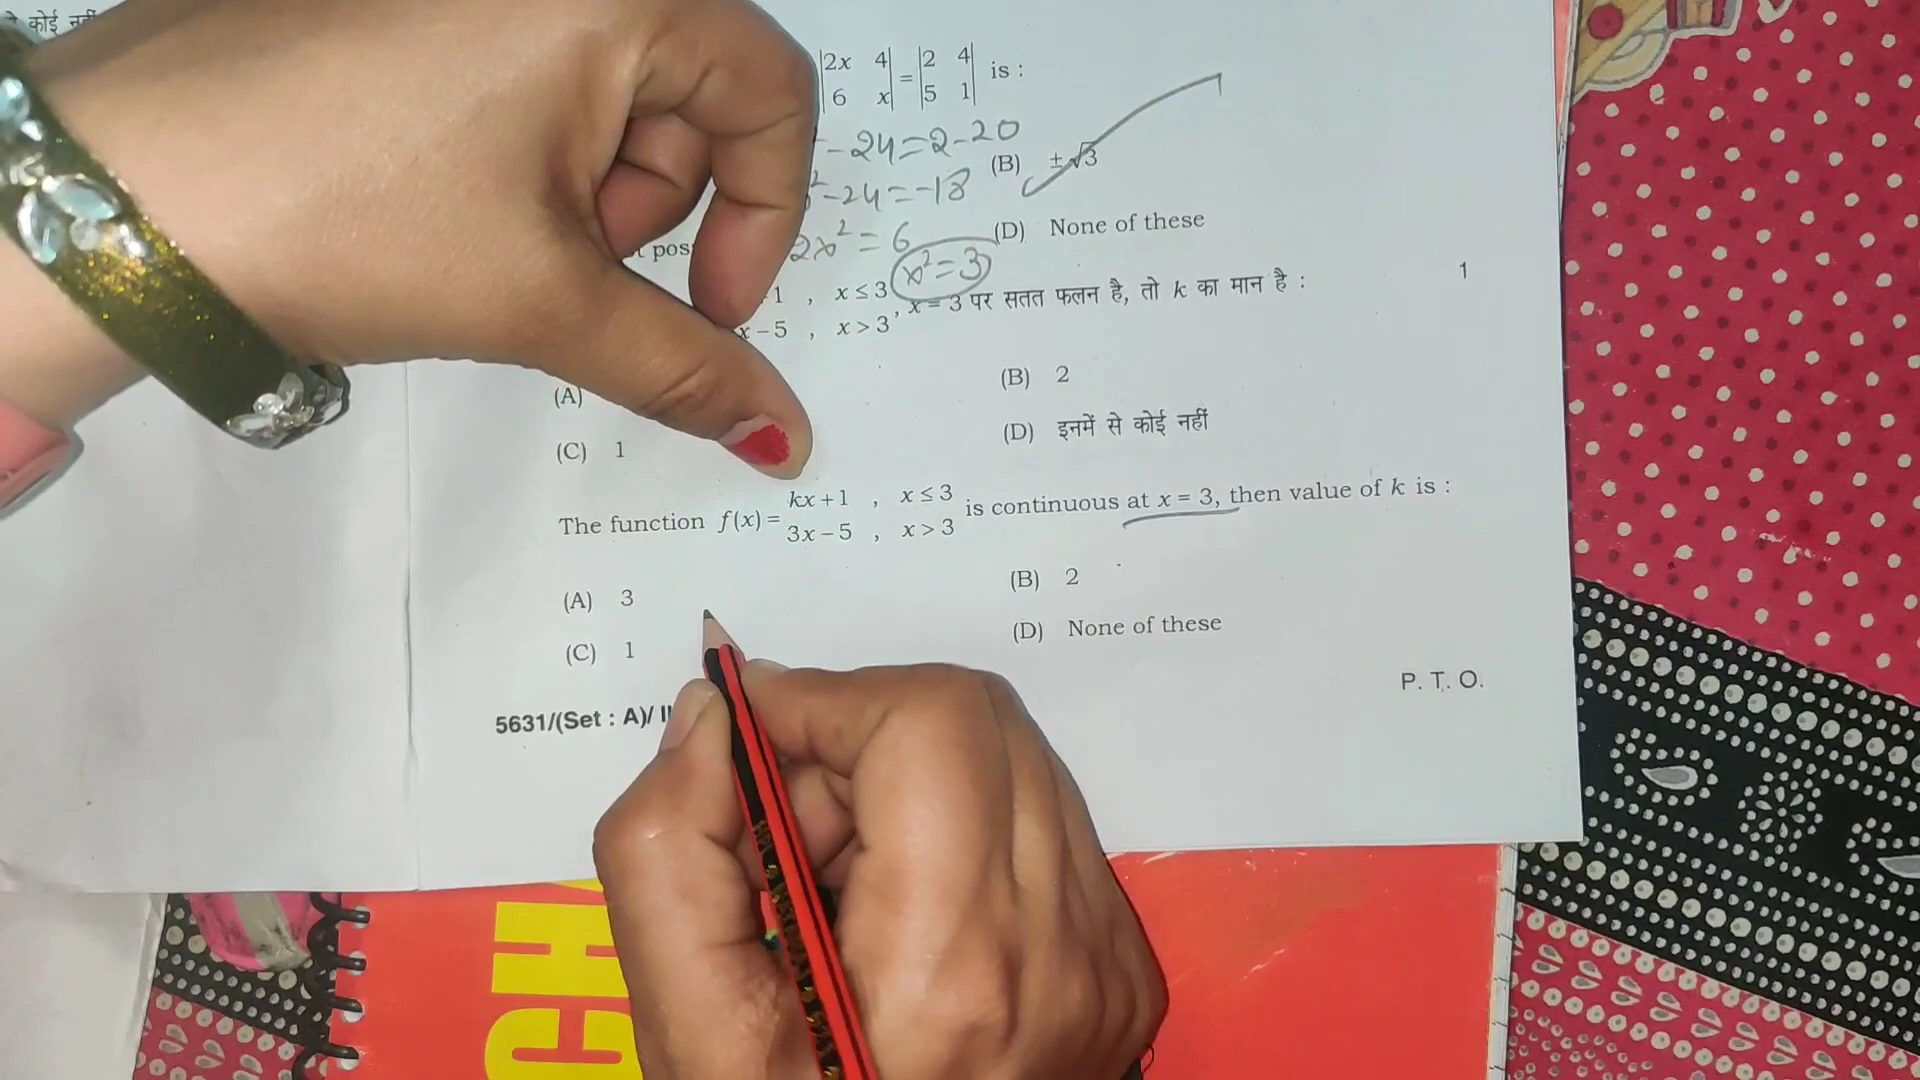 से कोई नहीं
|2x 4| = |2 4| is :
|6 x| |5 1|
- 24 = 2 - 20
(B) ± √3
² - 24 = -18
2x² = 6
(D) None of these
x² = 3
1 , x ≤ 3
x – 5 , x > 3
, x = 3 पर सतत फलन है, तो k का मान है :
1
(A)
(B) 2
(C) 1
(D) इनमें से कोई नहीं
The function f(x) = kx + 1 , x ≤ 3 is continuous at x = 3, then value of k is :
3x – 5 , x > 3
(A) 3
(B) 2
(C) 1
(D) None of these
5631/(Set : A)/
P. T. O.
CH
C